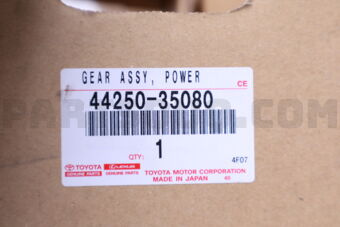 GEAR ASSY, POWER
CE
44250-35080
QTY: 1
4F07
TOYOTA LEXUS
GENUINE PARTS GENUINE PARTS
TOYOTA MOTOR CORPORATION
MADE IN JAPAN